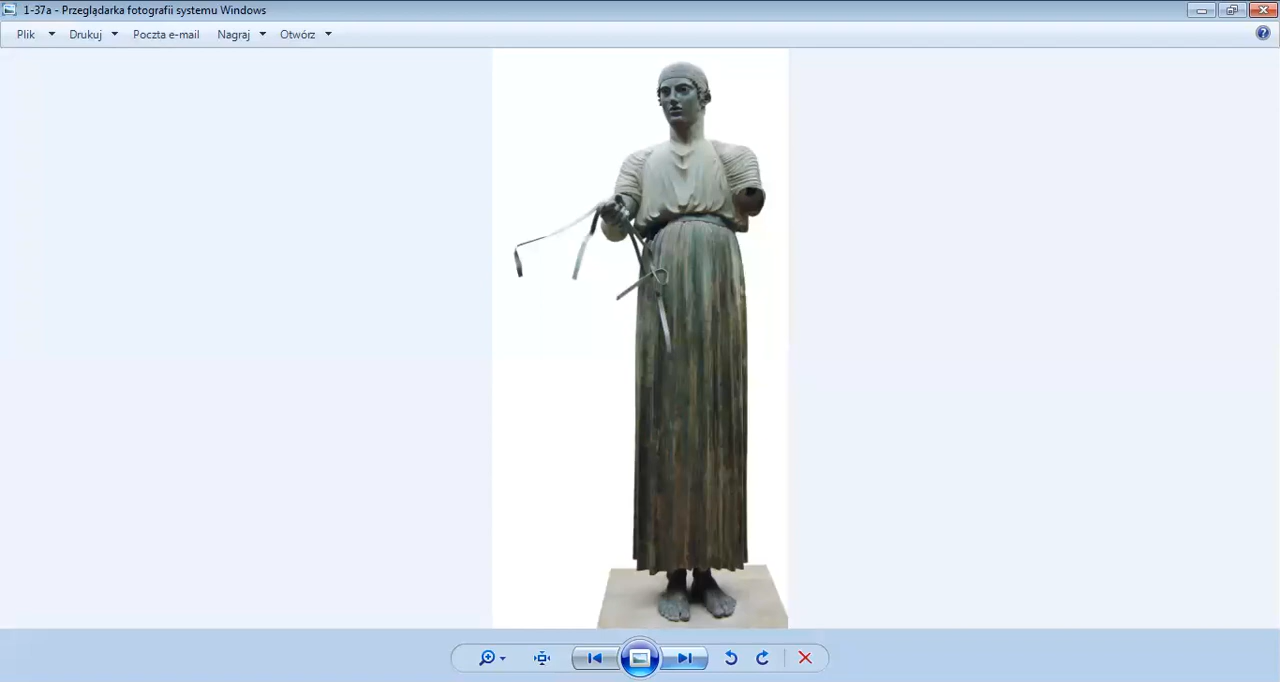 1-37a - Przeglądarka fotografii systemu Windows
Plik Drukuj Poczta e-mail Nagraj Otwórz